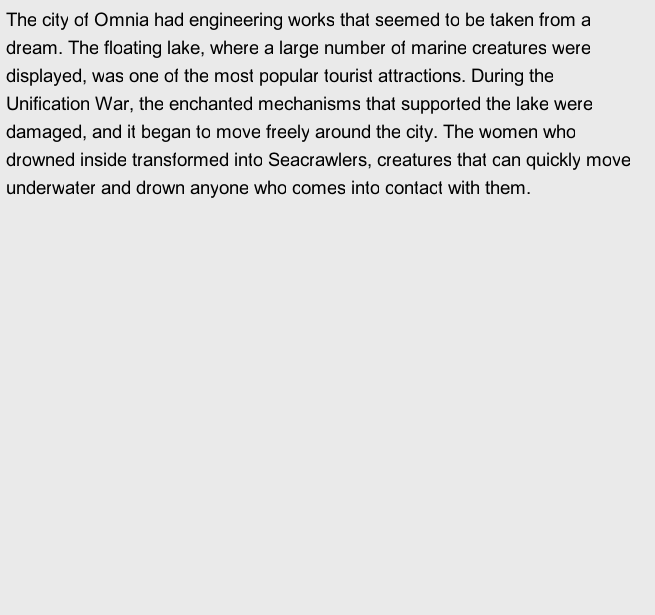 The city of Omnia had engineering works that seemed to be taken from a
dream. The floating lake, where a large number of marine creatures were
displayed, was one of the most popular tourist attractions. During the
Unification War, the enchanted mechanisms that supported the lake were
damaged, and it began to move freely around the city. The women who
drowned inside transformed into Seacrawlers, creatures that can quickly move
underwater and drown anyone who comes into contact with them.